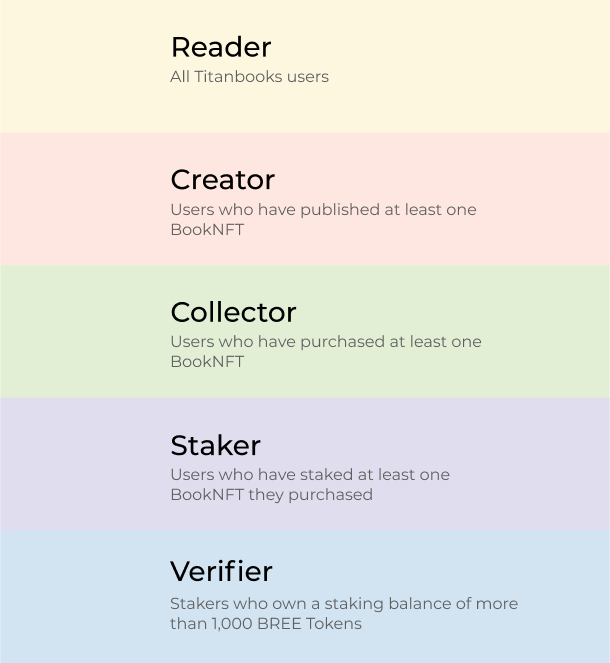 Reader
All Titanbooks users
Creator
Users who have published at least one
BookNFT
Collector
Users who have purchased at least one
BookNFT
Staker
Users who have staked at least one
BookNFT they purchased
Verifier
Stakers who own a staking balance of more
than 1,000 BREE Tokens